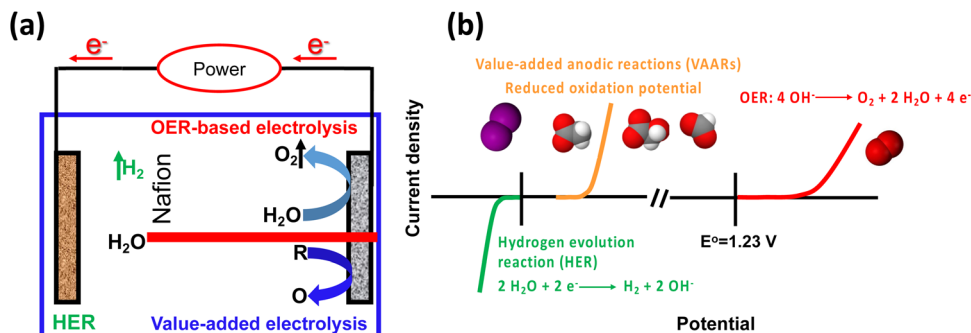 (a)
e⁻
e⁻
Power
OER-based electrolysis
H₂
Nafion
O₂
H₂O
H₂O
R
O
HER
Value-added electrolysis
(b)
Current density
Value-added anodic reactions (VAARs)
Reduced oxidation potential
OER: 4 OH⁻ → O₂ + 2 H₂O + 4 e⁻
//
E°=1.23 V
Hydrogen evolution
reaction (HER)
2 H₂O + 2 e⁻ → H₂ + 2 OH⁻
Potential